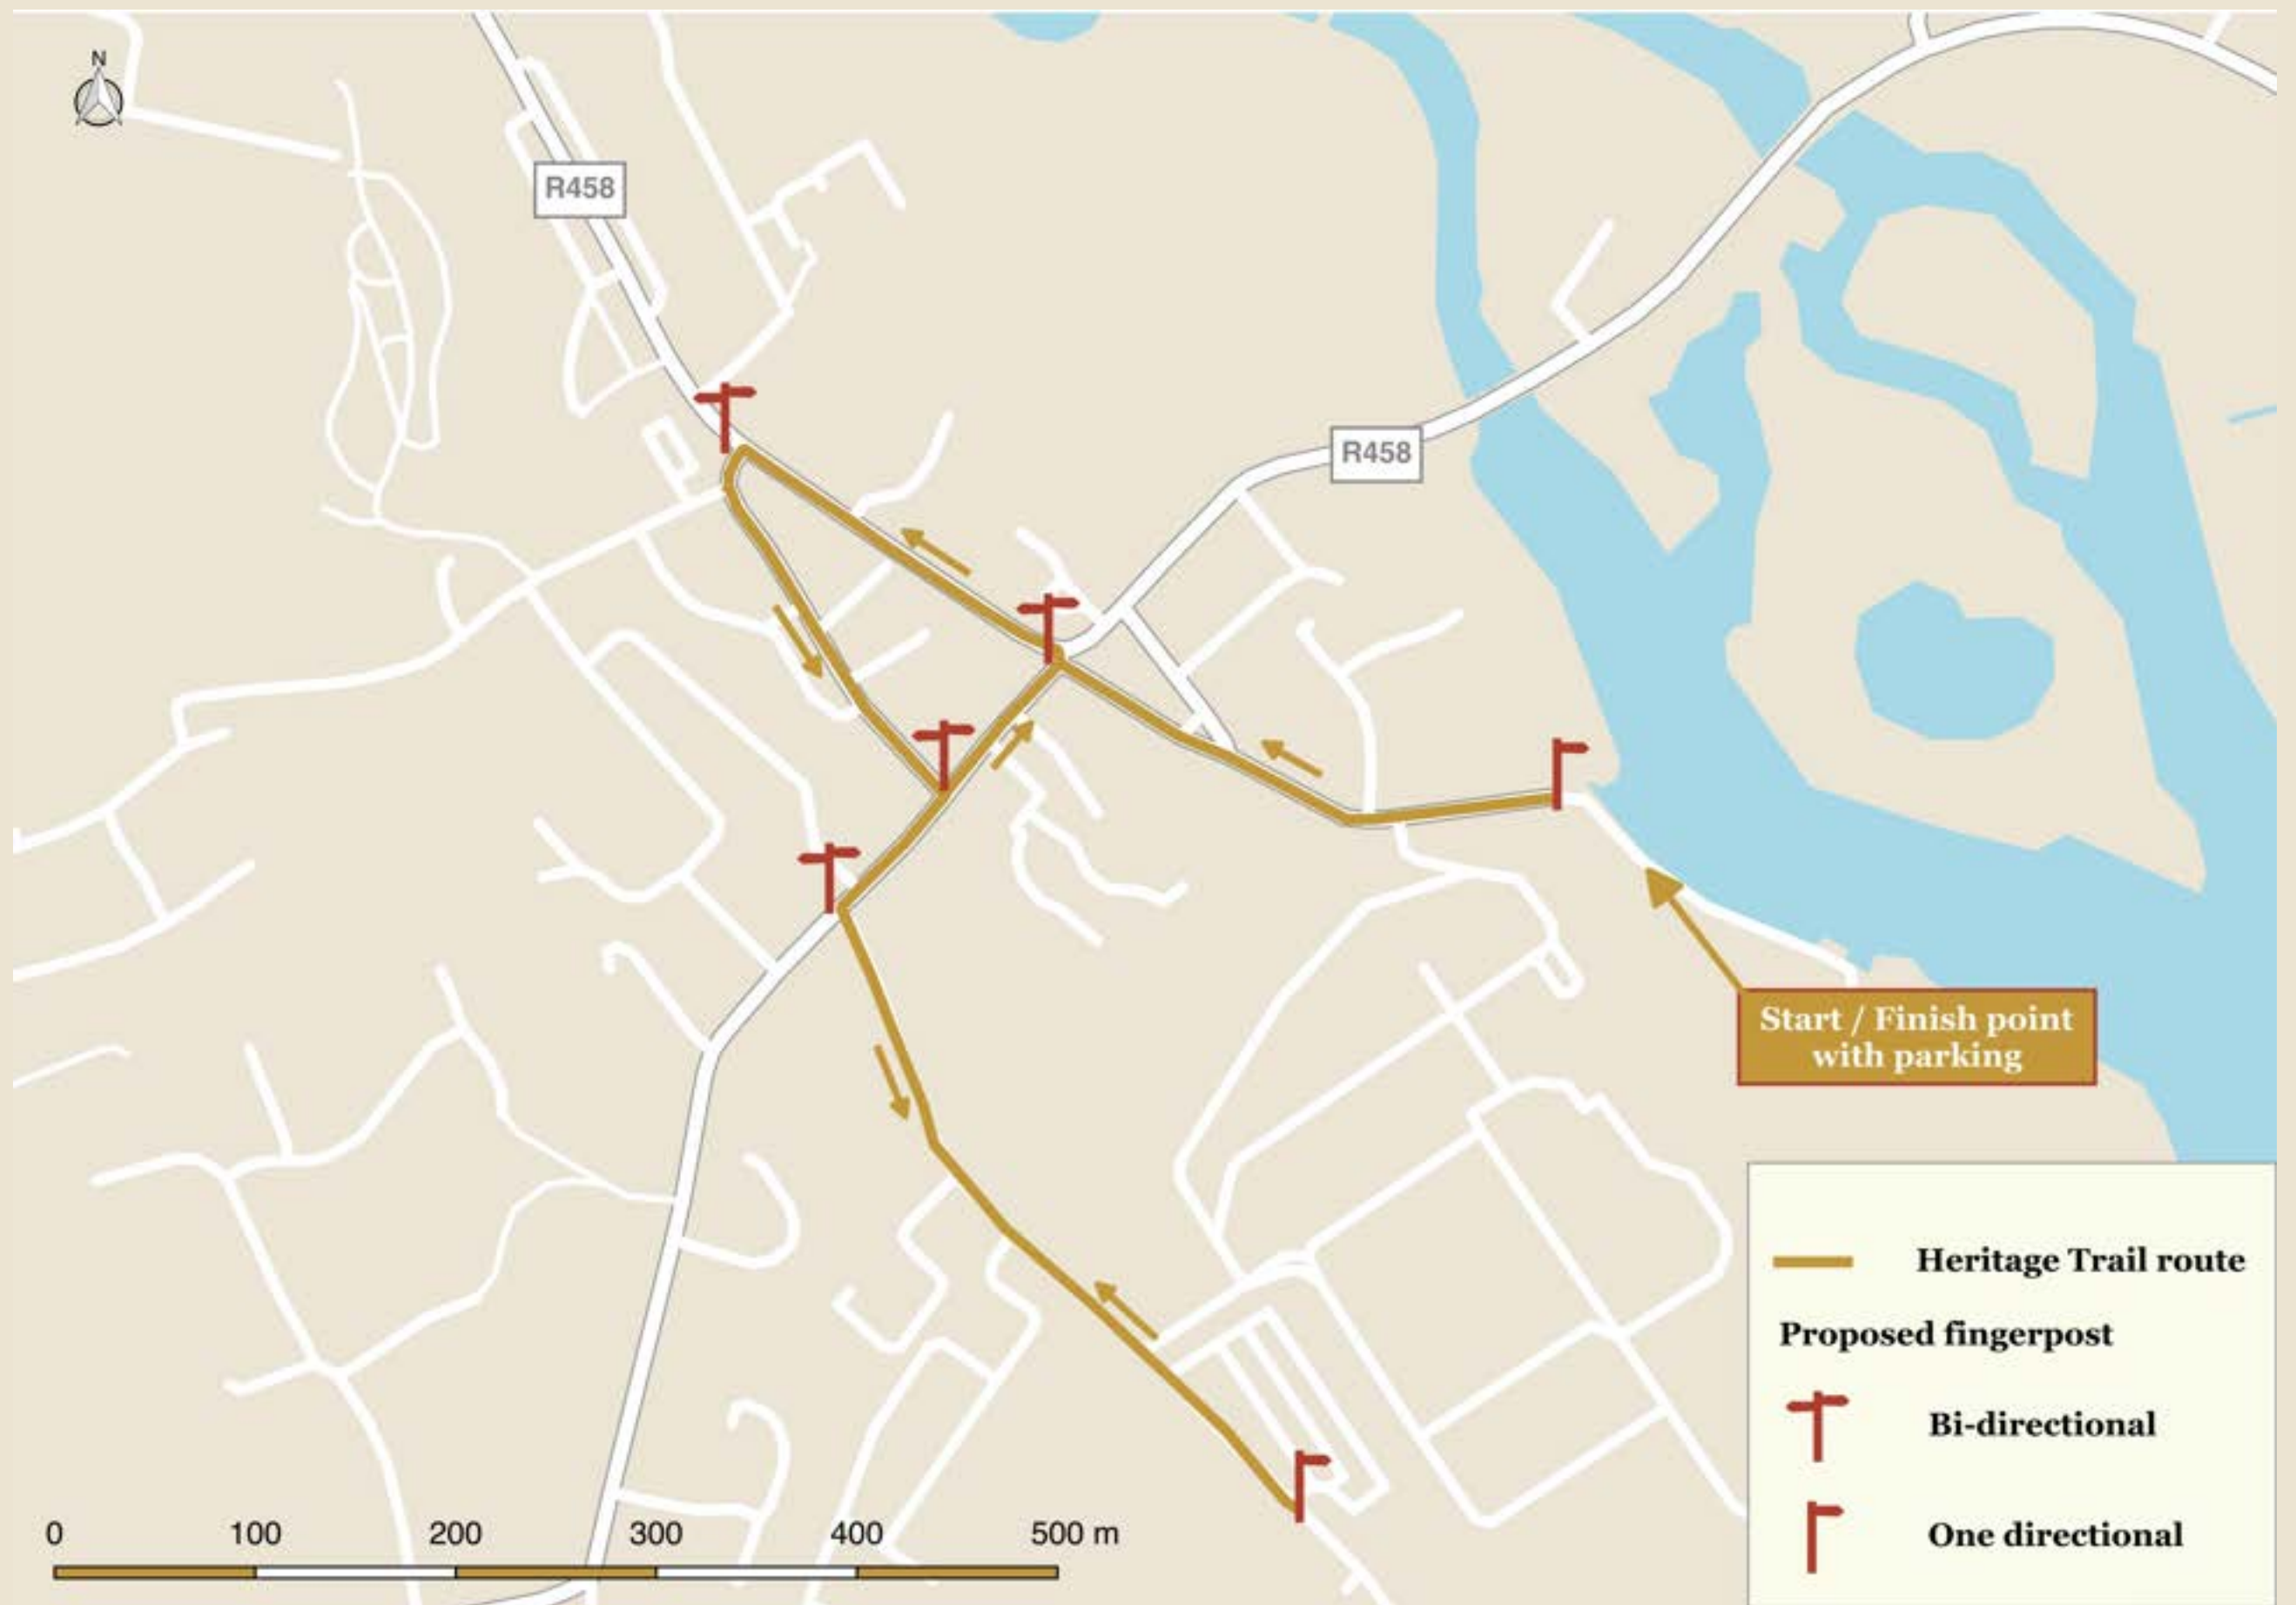 N
R458
R458
Start / Finish point
with parking
Heritage Trail route
Proposed fingerpost
Bi-directional
One directional
0 100 200 300 400 500 m